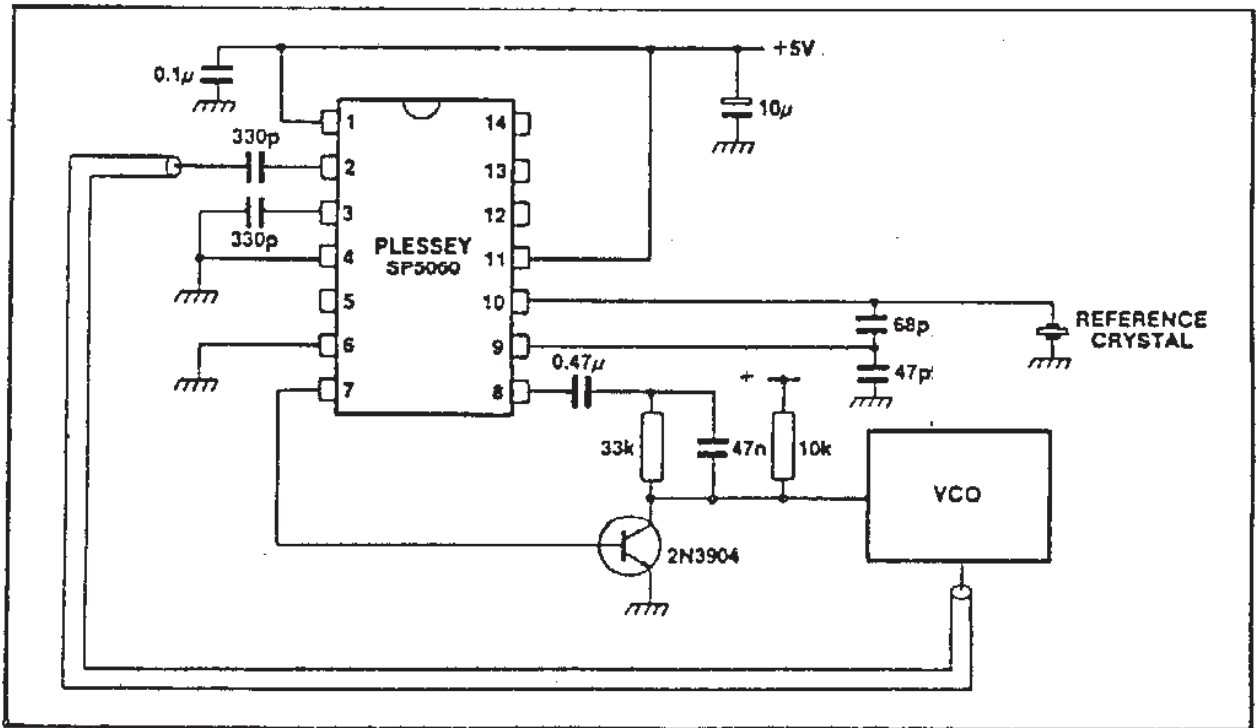 +5V
0.1µ
10µ
1
14
330p
2
13
3
12
330p
PLESSEY
SP5060
4
11
5
10
68p
REFERENCE
CRYSTAL
6
9
0.47µ
47p
+
7
8
33k
47n
10k
VCO
2N3904